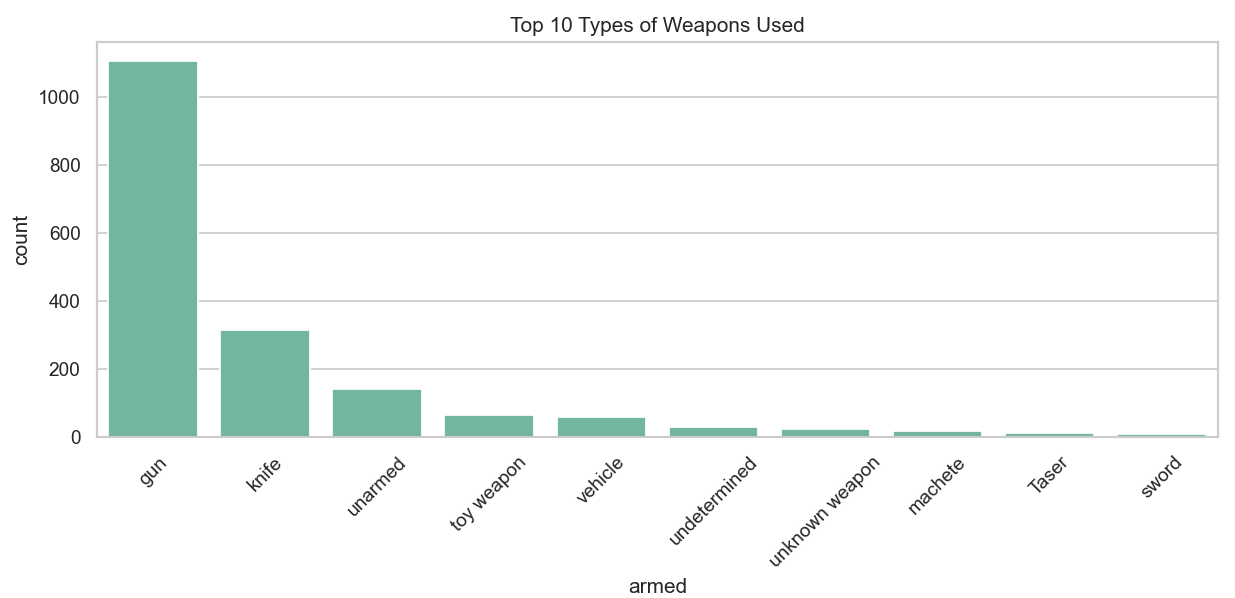 Top 10 Types of Weapons Used
1000
800
600
400
200
0
count
gun
knife
unarmed
toy weapon
vehicle
undetermined
unknown weapon
machete
Taser
sword
armed